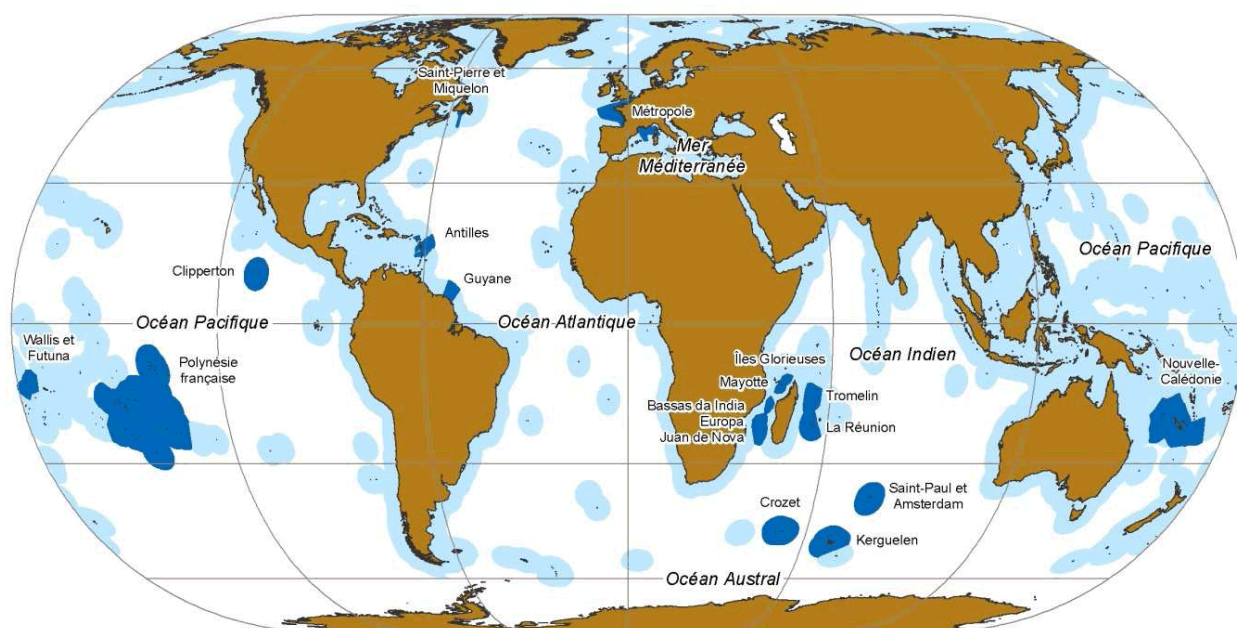 Saint-Pierre et
Miquelon
Métropole
Mer
Méditerranée
Antilles
Clipperton
Guyane
Océan Pacifique
Océan Pacifique
Océan Atlantique
Wallis et
Futuna
Polynésie
française
Îles Glorieuses
Océan Indien
Nouvelle-
Calédonie
Mayotte
Tromelin
Bassas da India
Europa
Juan de Nova
La Réunion
Saint-Paul et
Amsterdam
Crozet
Kerguelen
Océan Austral